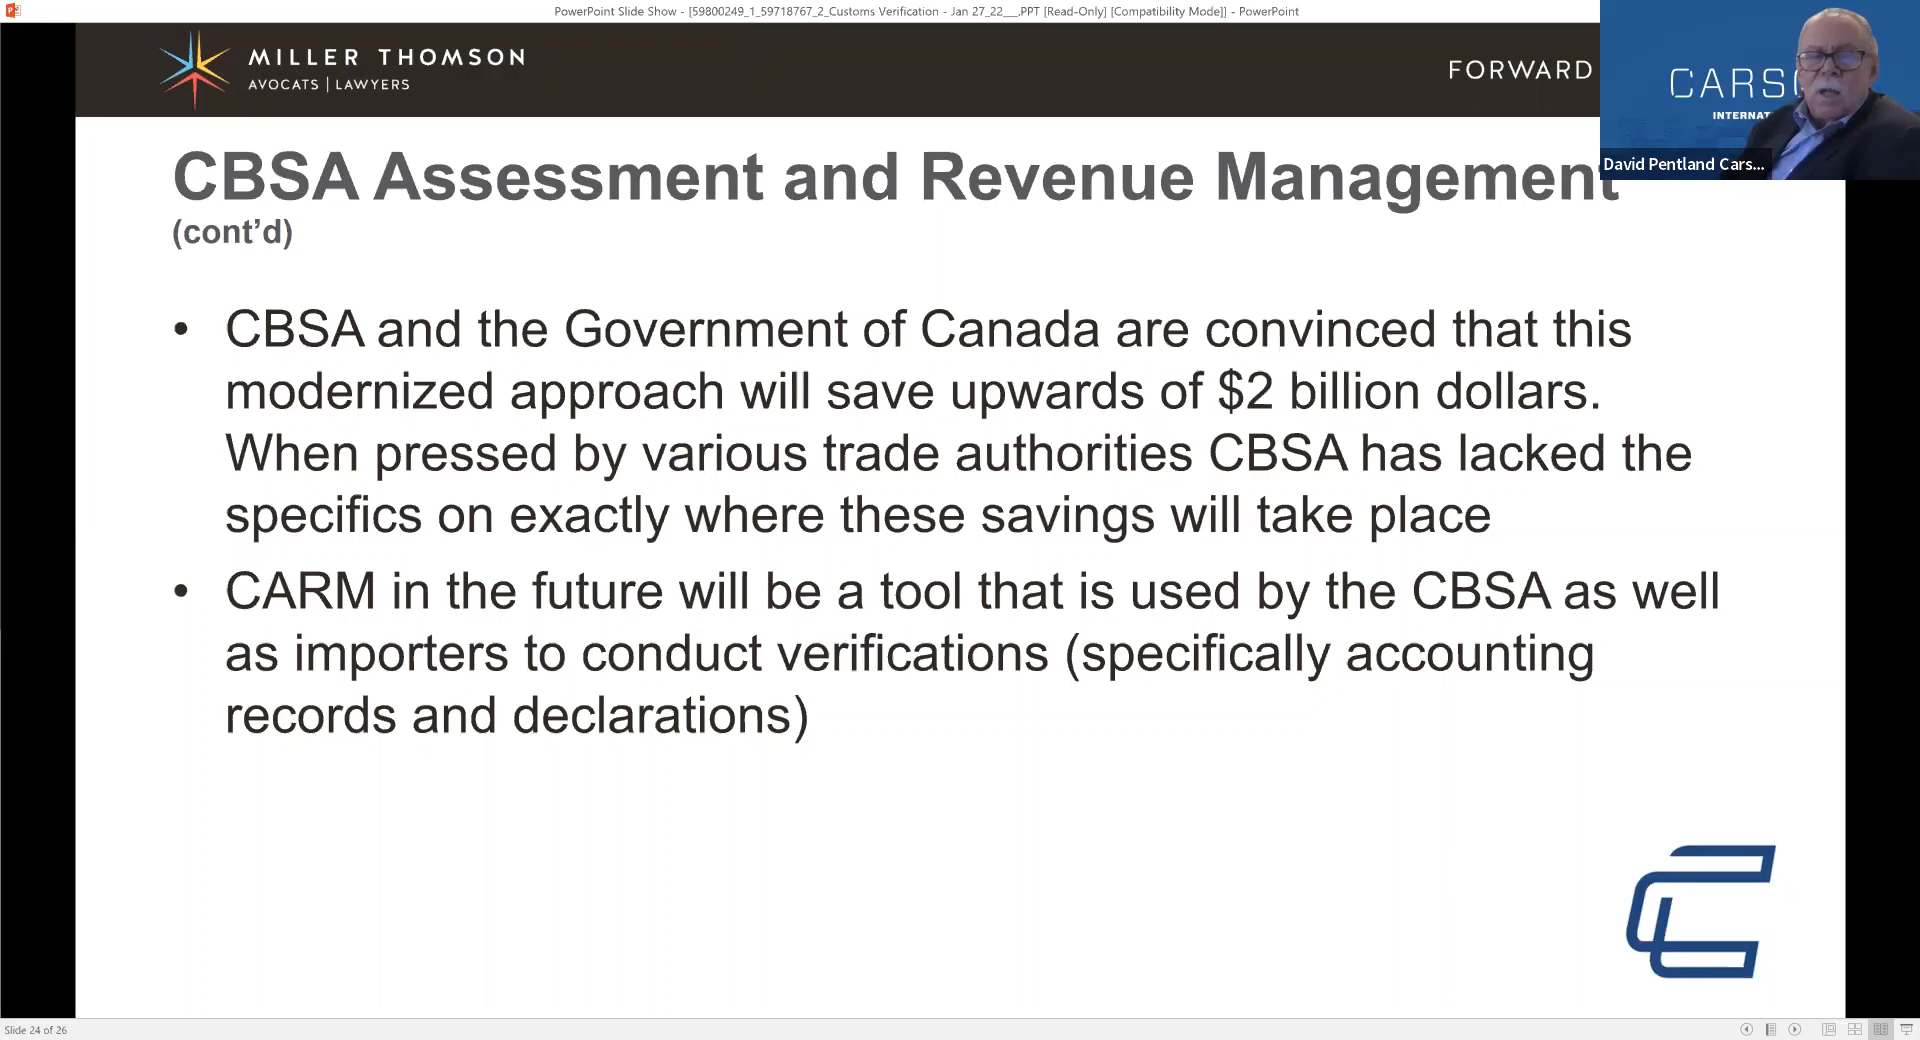 PowerPoint Slide Show - [59800249_1_59718767_2_Customs Verification - Jan 27_22___.PPT [Read-Only] [Compatibility Mode]] - PowerPoint
MILLER THOMSON
AVOCATS | LAWYERS
FORWARD
CARS
INTERNAT
David Pentland Cars...
CBSA Assessment and Revenue Management
(cont’d)
• CBSA and the Government of Canada are convinced that this
modernized approach will save upwards of $2 billion dollars.
When pressed by various trade authorities CBSA has lacked the
specifics on exactly where these savings will take place
• CARM in the future will be a tool that is used by the CBSA as well
as importers to conduct verifications (specifically accounting
records and declarations)
Slide 24 of 26